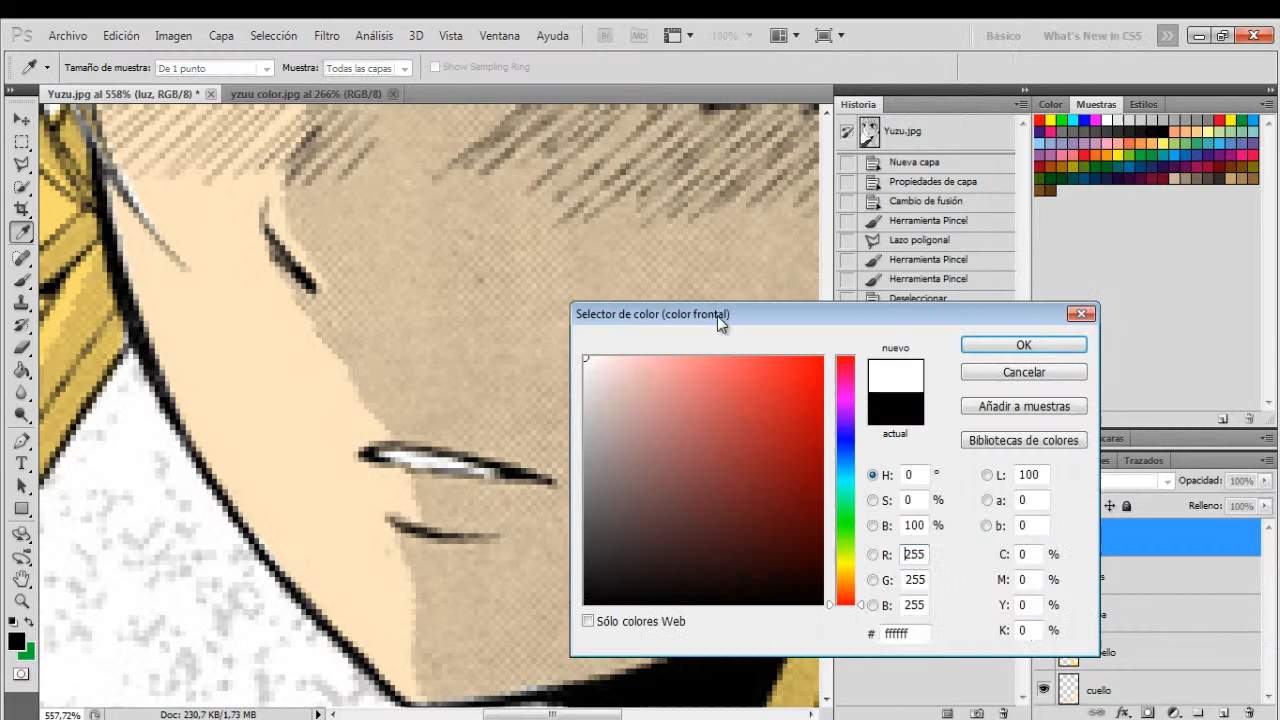 Ps Archivo Edición Imagen Capa Selección Filtro Análisis 3D Vista Ventana Ayuda Br Mb 100% Básico What's New in CS5
Tamaño de muestra: De 1 punto Muestra: Todas las capas Show Sampling Ring
Yuzu.jpg al 558% (luz, RGB/8) * yzuu color.jpg al 266% (RGB/8)
Historia Color Muestras Estilos
Yuzu.jpg
Nueva capa
Propiedades de capa
Cambio de fusión
Herramienta Pincel
Lazo poligonal
Herramienta Pincel
Herramienta Pincel
Deseleccionar
Selector de color (color frontal)
nuevo
actual
OK
Cancelar
Añadir a muestras
Bibliotecas de colores
H: 0 ° L: 100
S: 0 % a: 0
B: 100 % b: 0
R: 255 C: 0 %
G: 255 M: 0 %
B: 255 Y: 0 %
# ffffff K: 0 %
Sólo colores Web
Trazados
Opacidad: 100%
Relleno: 100%
557,72% Doc: 230,7 KB/1,73 MB